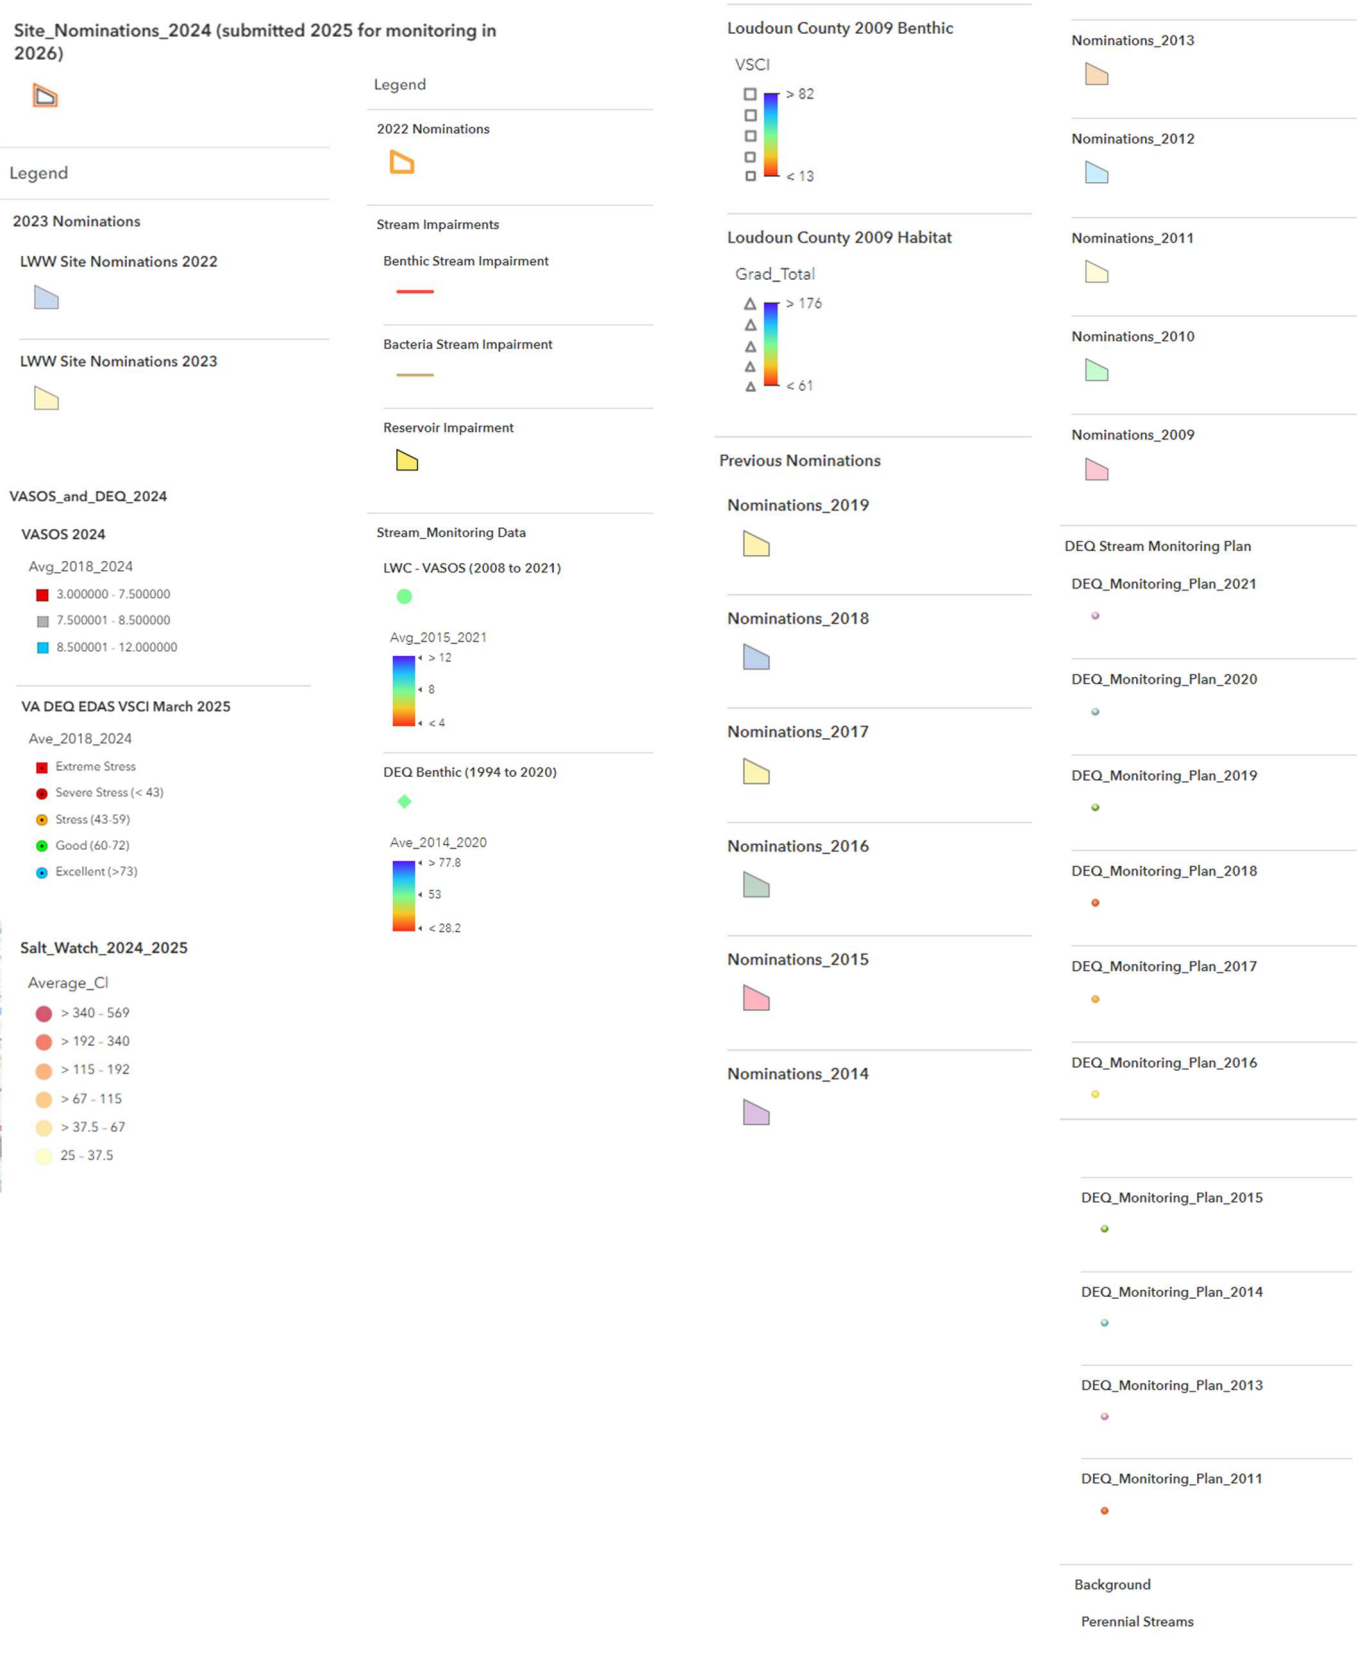 Site_Nominations_2024 (submitted 2025 for monitoring in
2026)
Legend
2023 Nominations
LWW Site Nominations 2022
LWW Site Nominations 2023
VASOS_and_DEQ_2024
VASOS 2024
Avg_2018_2024
3.000000 - 7.500000
7.500001 - 8.500000
8.500001 - 12.000000
VA DEQ EDAS VSCI March 2025
Ave_2018_2024
Extreme Stress
Severe Stress (< 43)
Stress (43-59)
Good (60-72)
Excellent (>73)
Salt_Watch_2024_2025
Average_Cl
> 340 - 569
> 192 - 340
> 115 - 192
> 67 - 115
> 37.5 - 67
25 - 37.5
Legend
2022 Nominations
Stream Impairments
Benthic Stream Impairment
Bacteria Stream Impairment
Reservoir Impairment
Stream_Monitoring Data
LWC - VASOS (2008 to 2021)
Avg_2015_2021
> 12
8
< 4
DEQ Benthic (1994 to 2020)
Ave_2014_2020
> 77.8
53
< 28.2
Loudoun County 2009 Benthic
VSCI
> 82
< 13
Loudoun County 2009 Habitat
Grad_Total
> 176
< 61
Previous Nominations
Nominations_2019
Nominations_2018
Nominations_2017
Nominations_2016
Nominations_2015
Nominations_2014
Nominations_2013
Nominations_2012
Nominations_2011
Nominations_2010
Nominations_2009
DEQ Stream Monitoring Plan
DEQ_Monitoring_Plan_2021
DEQ_Monitoring_Plan_2020
DEQ_Monitoring_Plan_2019
DEQ_Monitoring_Plan_2018
DEQ_Monitoring_Plan_2017
DEQ_Monitoring_Plan_2016
DEQ_Monitoring_Plan_2015
DEQ_Monitoring_Plan_2014
DEQ_Monitoring_Plan_2013
DEQ_Monitoring_Plan_2011
Background
Perennial Streams